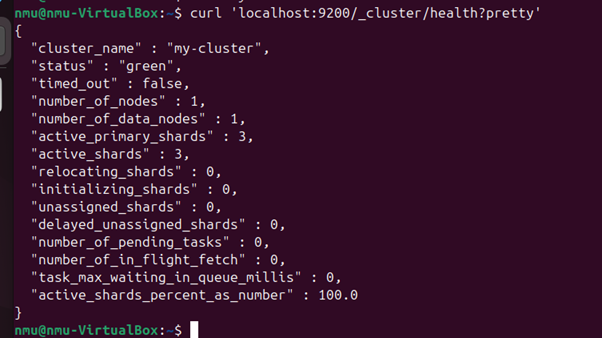 nmu@nmu-VirtualBox:~$ curl 'localhost:9200/_cluster/health?pretty'
{
  "cluster_name" : "my-cluster",
  "status" : "green",
  "timed_out" : false,
  "number_of_nodes" : 1,
  "number_of_data_nodes" : 1,
  "active_primary_shards" : 3,
  "active_shards" : 3,
  "relocating_shards" : 0,
  "initializing_shards" : 0,
  "unassigned_shards" : 0,
  "delayed_unassigned_shards" : 0,
  "number_of_pending_tasks" : 0,
  "number_of_in_flight_fetch" : 0,
  "task_max_waiting_in_queue_millis" : 0,
  "active_shards_percent_as_number" : 100.0
}
nmu@nmu-VirtualBox:~$